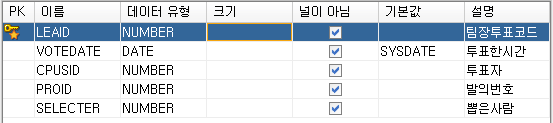 PK 이름 데이터 유형 크기 널이 아님 기본값 설명
LEAID NUMBER 팀장투표코드
VOTEDATE DATE SYSDATE 투표한시간
CPUSID NUMBER 투표자
PROID NUMBER 발의번호
SELECTER NUMBER 뽑은사람